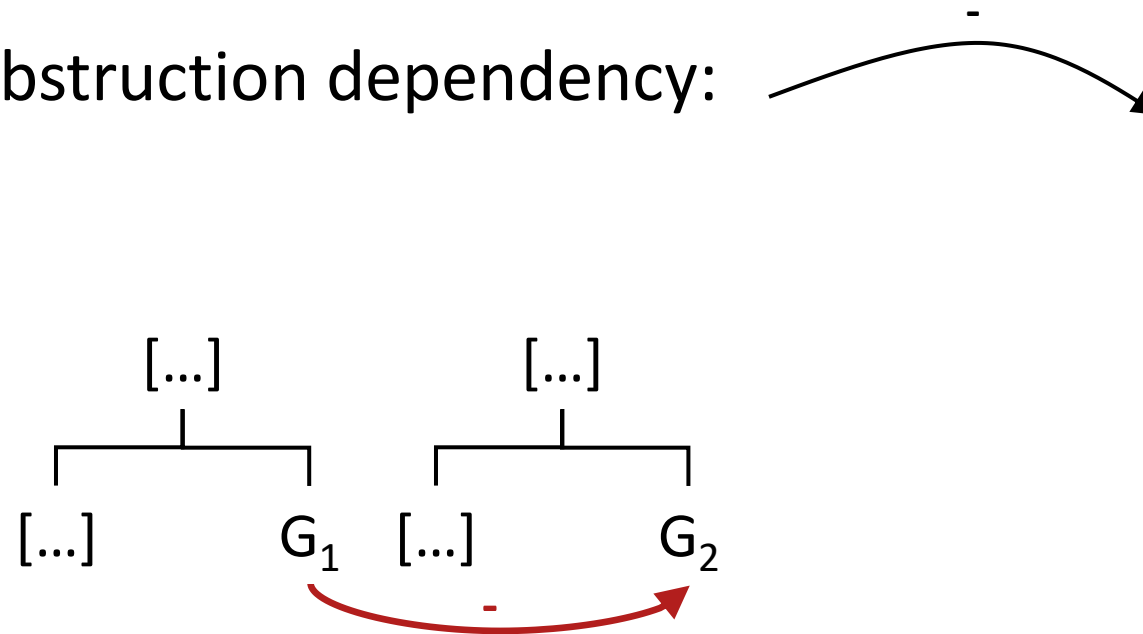 bstruction dependency:
-
[...] [...]
[...] G₁ [...] G₂
-